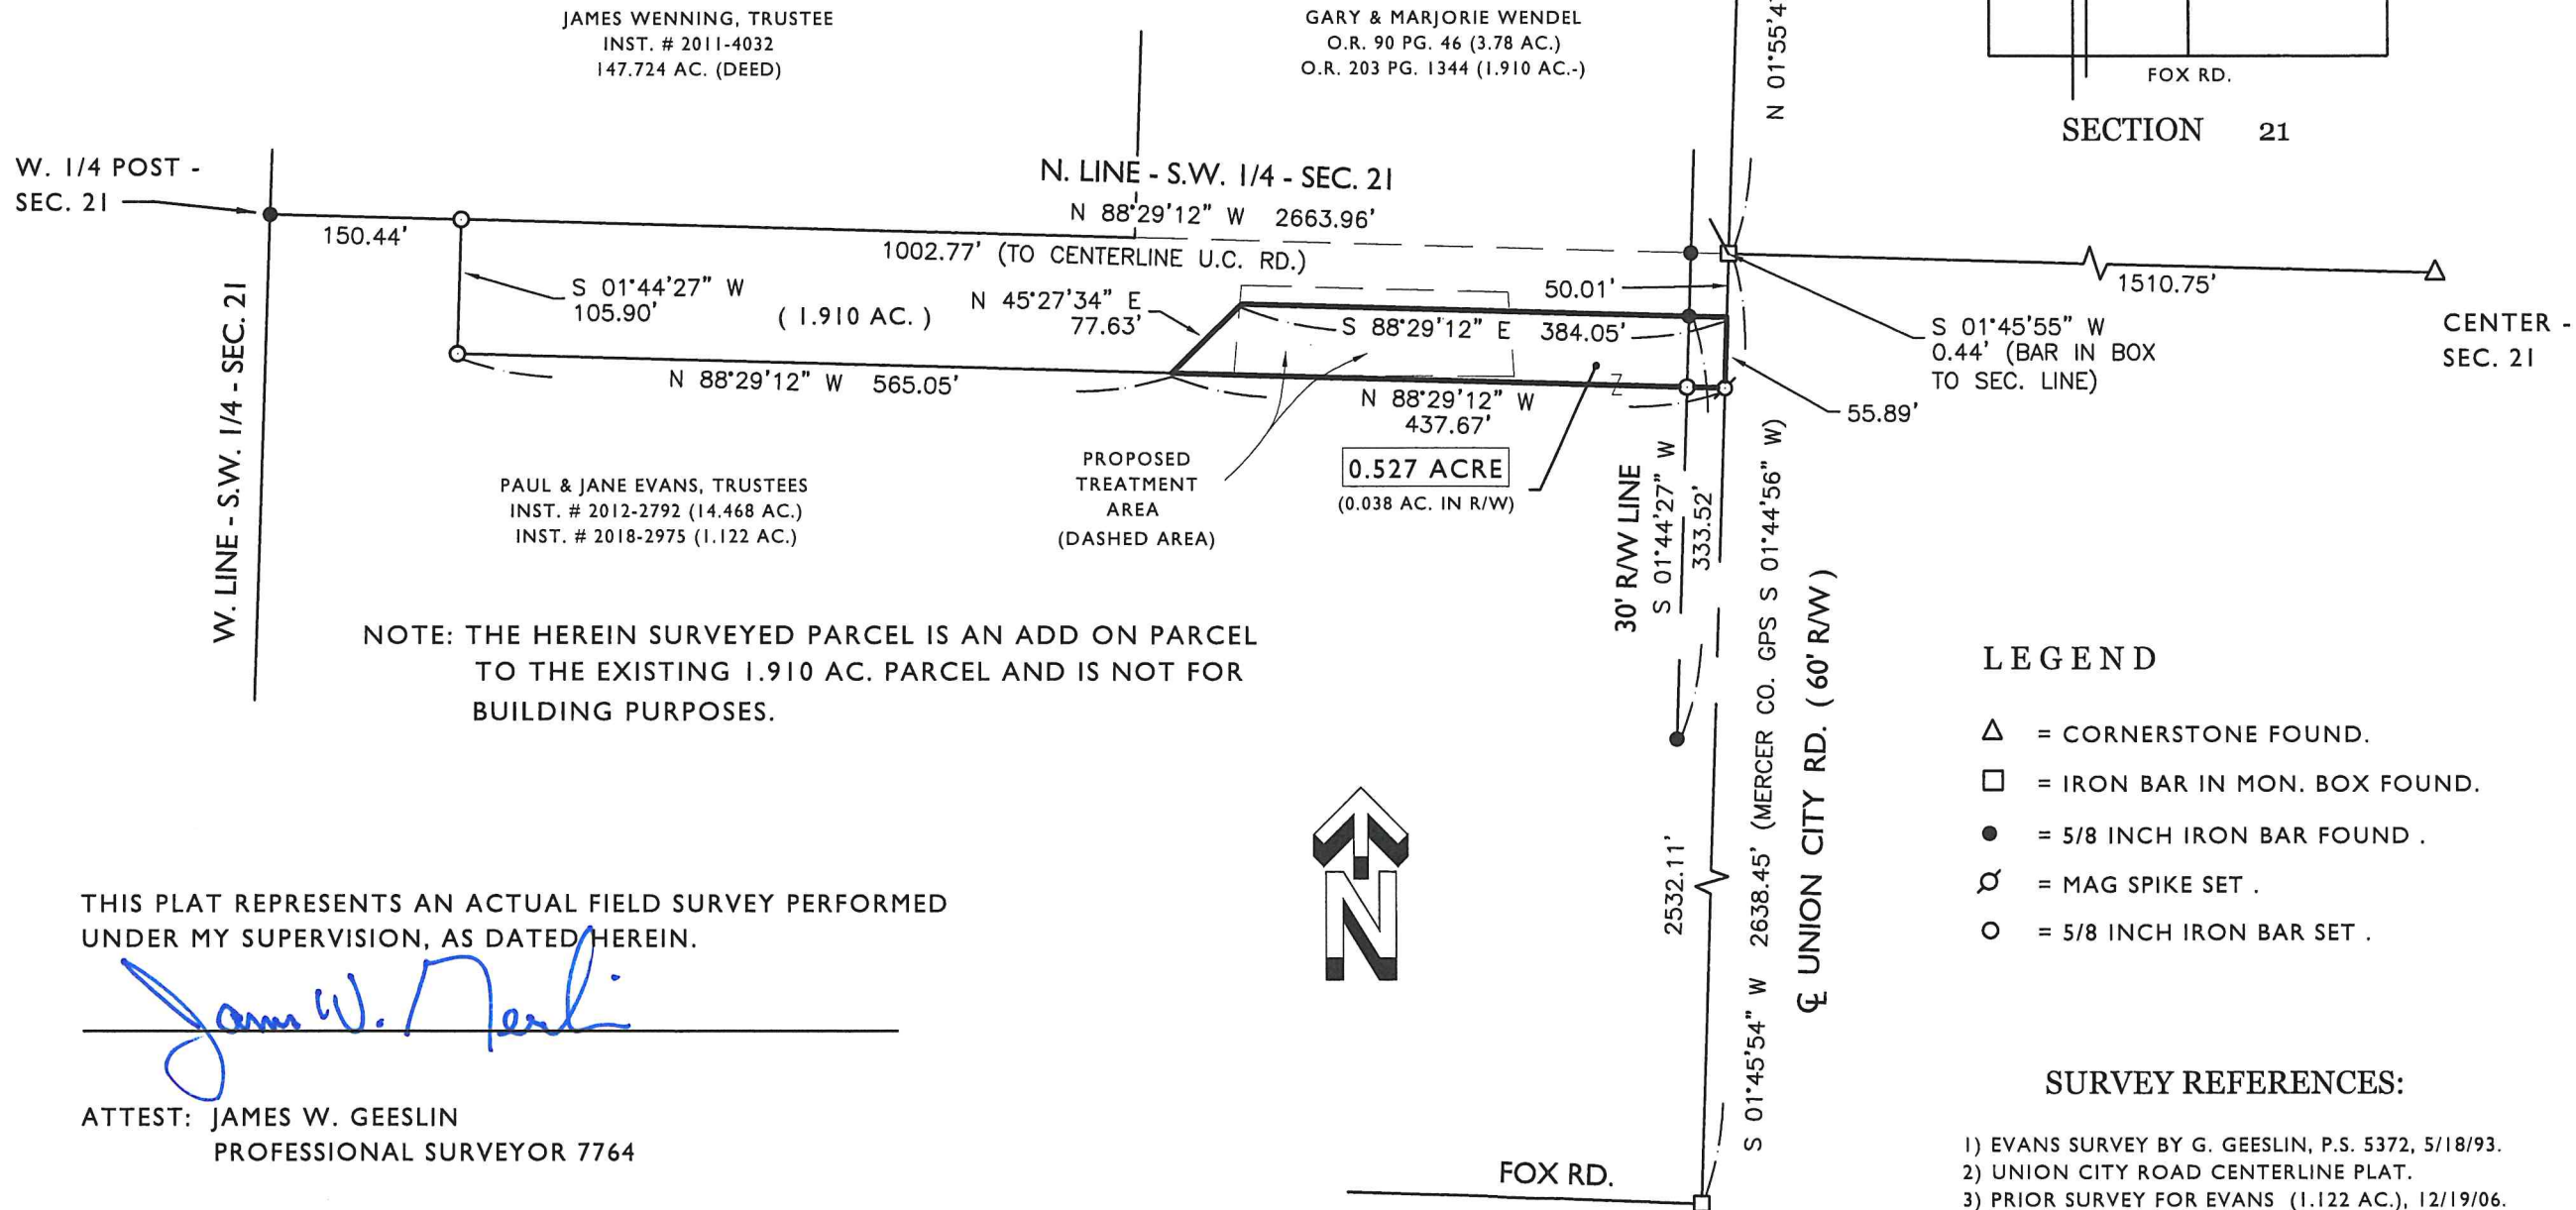 JAMES WENNING, TRUSTEE
INST. # 2011-4032
147.724 AC. (DEED)
GARY & MARJORIE WENDEL
O.R. 90 PG. 46 (3.78 AC.)
O.R. 203 PG. 1344 (1.910 AC.-)
N 01°55'4
FOX RD.
SECTION 21
W. 1/4 POST -
SEC. 21
N. LINE - S.W. 1/4 - SEC. 21
N 88°29'12" W 2663.96'
150.44'
1002.77' (TO CENTERLINE U.C. RD.)
1510.75'
CENTER -
SEC. 21
S 01°44'27" W
105.90'
( 1.910 AC. )
N 45°27'34" E
77.63'
50.01'
S 88°29'12" E 384.05'
S 01°45'55" W
0.44' (BAR IN BOX
TO SEC. LINE)
N 88°29'12" W 565.05'
Z
N 88°29'12" W
437.67'
55.89'
W. LINE - S.W. 1/4 - SEC. 21
PAUL & JANE EVANS, TRUSTEES
INST. # 2012-2792 (14.468 AC.)
INST. # 2018-2975 (1.122 AC.)
PROPOSED
TREATMENT
AREA
(DASHED AREA)
0.527 ACRE
(0.038 AC. IN R/W)
30' R/W LINE
S 01°44'27" W
333.52'
S 01°45'54" W 2638.45' (MERCER CO. GPS S 01°44'56" W)
℄ UNION CITY RD. ( 60' R/W )
2532.11'
NOTE: THE HEREIN SURVEYED PARCEL IS AN ADD ON PARCEL
TO THE EXISTING 1.910 AC. PARCEL AND IS NOT FOR
BUILDING PURPOSES.
N
LEGEND
= CORNERSTONE FOUND.
= IRON BAR IN MON. BOX FOUND.
= 5/8 INCH IRON BAR FOUND .
= MAG SPIKE SET .
= 5/8 INCH IRON BAR SET .
THIS PLAT REPRESENTS AN ACTUAL FIELD SURVEY PERFORMED
UNDER MY SUPERVISION, AS DATED HEREIN.
James W. Geeslin
ATTEST: JAMES W. GEESLIN
PROFESSIONAL SURVEYOR 7764
FOX RD.
SURVEY REFERENCES:
1) EVANS SURVEY BY G. GEESLIN, P.S. 5372, 5/18/93.
2) UNION CITY ROAD CENTERLINE PLAT.
3) PRIOR SURVEY FOR EVANS (1.122 AC.), 12/19/06.